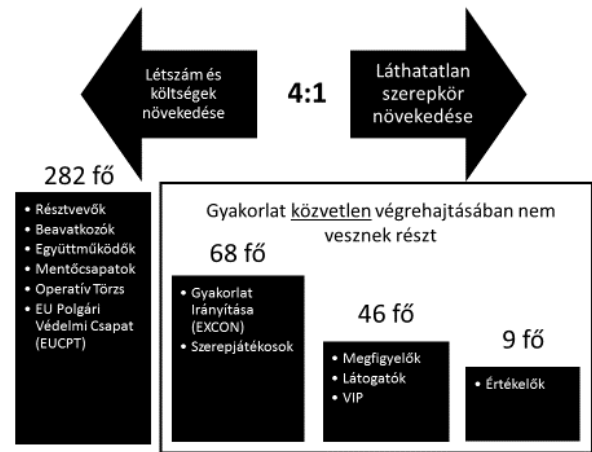 Létszám és
költségek
növekedése
4:1
Láthatatlan
szerepkör
növekedése
282 fő
• Résztvevők
• Beavatkozók
• Együttműködők
• Mentőcsapatok
• Operatív Törzs
• EU Polgári
Védelmi Csapat
(EUCPT)
Gyakorlat közvetlen végrehajtásában nem
vesznek részt
68 fő
• Gyakorlat
Irányítása
(EXCON)
• Szerepjátékosok
46 fő
• Megfigyelők
• Látogatók
• VIP
9 fő
• Értékelők